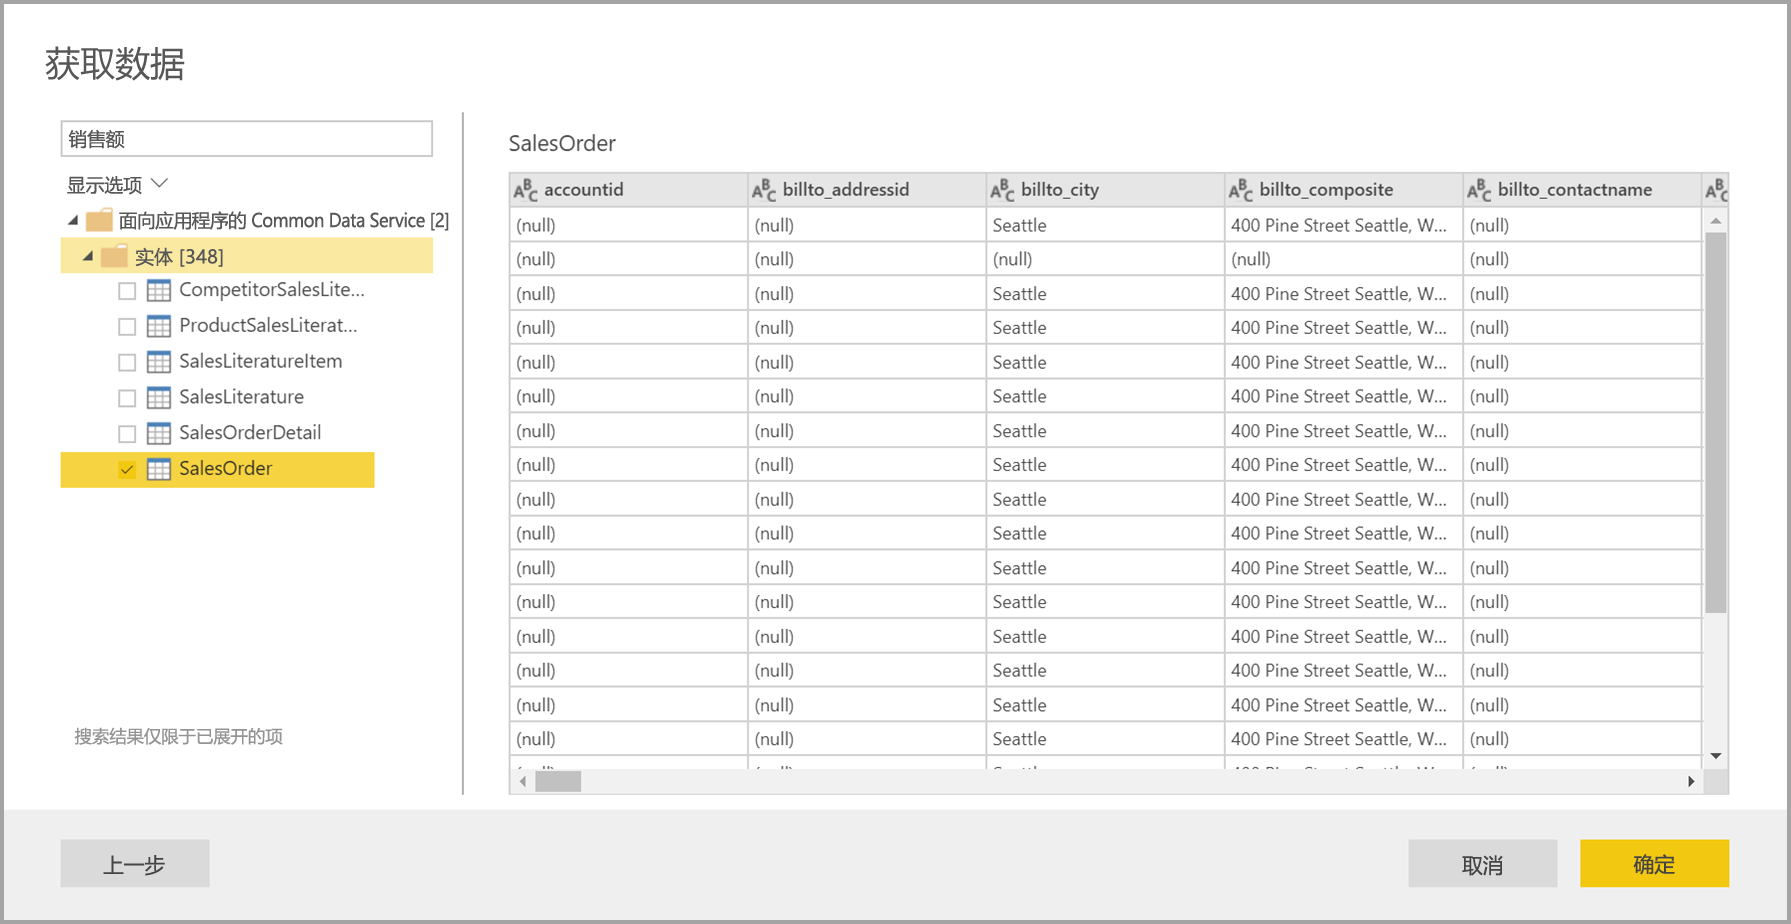 获取数据
销售额
显示选项
面向应用程序的 Common Data Service [2]
实体 [348]
CompetitorSalesLite...
ProductSalesLiterat...
SalesLiteratureItem
SalesLiterature
SalesOrderDetail
SalesOrder
搜索结果仅限于已展开的项
SalesOrder
ABC accountid ABC billto_addressid ABC billto_city ABC billto_composite ABC billto_contactname ABC
(null) (null) Seattle 400 Pine Street Seattle, W... (null)
(null) (null) (null) (null) (null)
(null) (null) Seattle 400 Pine Street Seattle, W... (null)
(null) (null) Seattle 400 Pine Street Seattle, W... (null)
(null) (null) Seattle 400 Pine Street Seattle, W... (null)
(null) (null) Seattle 400 Pine Street Seattle, W... (null)
(null) (null) Seattle 400 Pine Street Seattle, W... (null)
(null) (null) Seattle 400 Pine Street Seattle, W... (null)
(null) (null) Seattle 400 Pine Street Seattle, W... (null)
(null) (null) Seattle 400 Pine Street Seattle, W... (null)
(null) (null) Seattle 400 Pine Street Seattle, W... (null)
(null) (null) Seattle 400 Pine Street Seattle, W... (null)
(null) (null) Seattle 400 Pine Street Seattle, W... (null)
(null) (null) Seattle 400 Pine Street Seattle, W... (null)
(null) (null) Seattle 400 Pine Street Seattle, W... (null)
(null) (null) Seattle 400 Pine Street Seattle, W... (null)
上一步 取消 确定